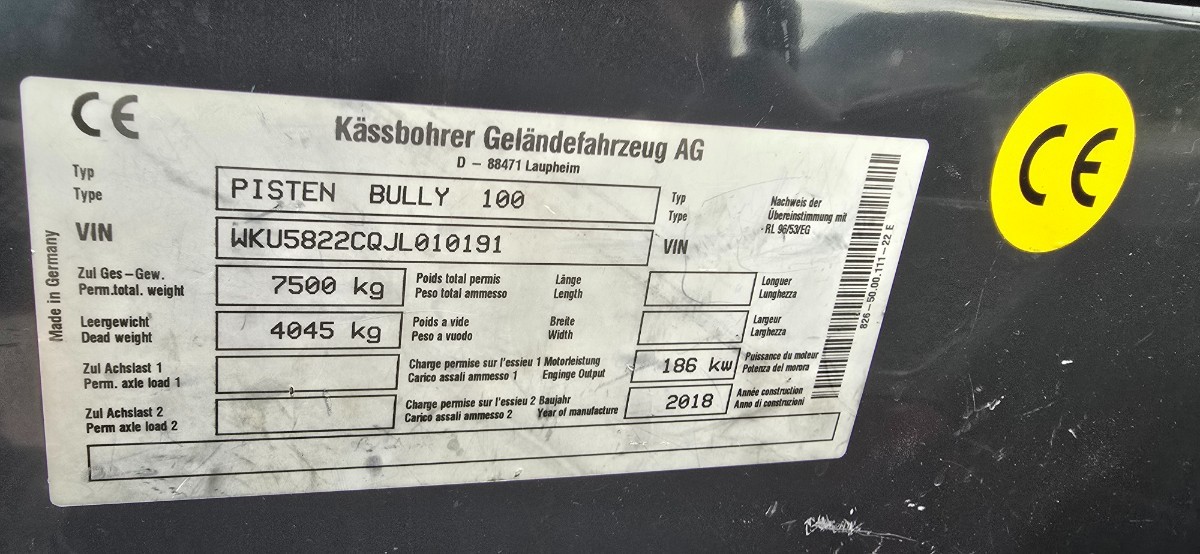 CE
Kässbohrer Geländefahrzeug AG
D – 88471 Laupheim
Typ
Type
PISTEN BULLY 100
Typ
Type
Nachweis der
Übereinstimmung mit
RL 96/53/EG
VIN
WKU5822CQJL010191
VIN
Zul Ges-Gew.
Perm.total. weight
7500 kg
Poids total permis
Peso total ammesso
Länge
Length
Longuer
Lunghezza
Leergewicht
Dead weight
4045 kg
Poids a vide
Peso a vuodo
Breite
Width
Largeur
Larghezza
Zul Achslast 1
Perm. axle load 1
Charge permise sur l'essieu 1
Carico assali ammesso 1
Motorleistung
Enginge Output
186 kw
Puissance du moteur
Potenza del morora
Zul Achslast 2
Perm axle load 2
Charge permise sur l'essieu 2
Carico assali ammesso 2
Baujahr
Year of manufacture
2018
Année construction
Anno di construzioni
Made in Germany
826-50.00.111-22 E
CE